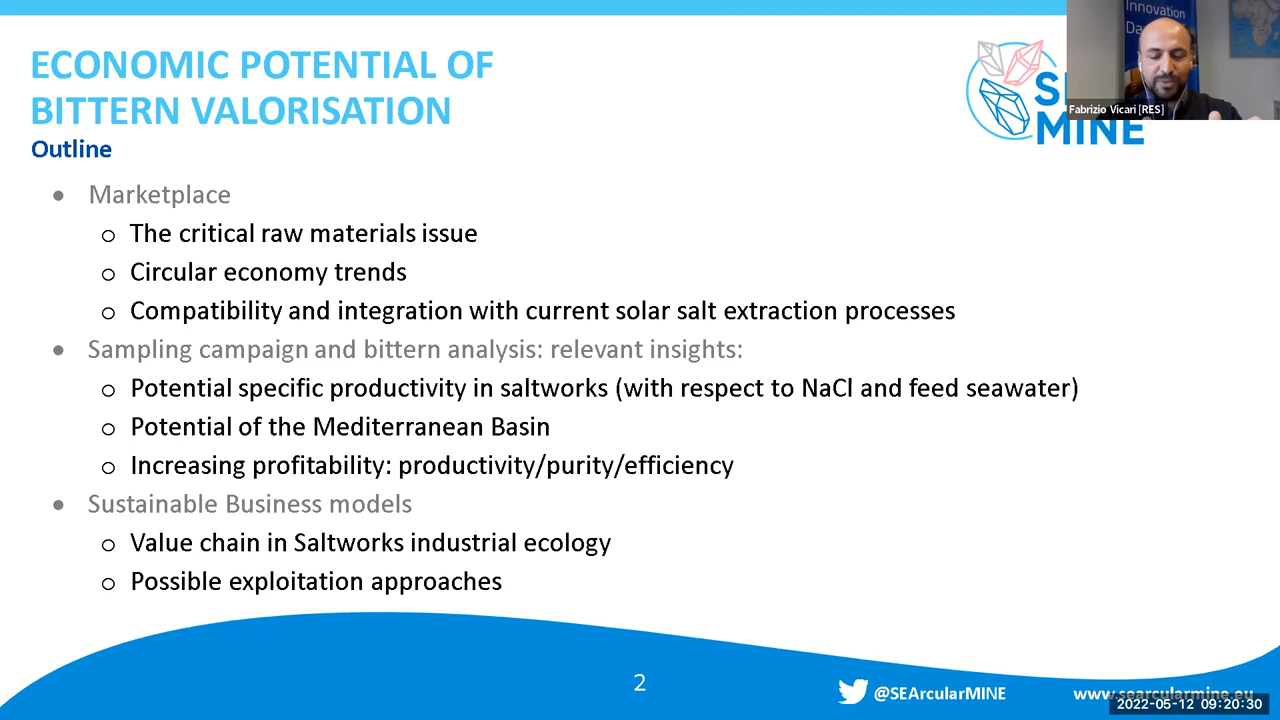 Innovation
ECONOMIC POTENTIAL OF
BITTERN VALORISATION
Fabrizio Vicari [RES]
MINE
Outline
● Marketplace
o The critical raw materials issue
o Circular economy trends
o Compatibility and integration with current solar salt extraction processes
● Sampling campaign and bittern analysis: relevant insights:
o Potential specific productivity in saltworks (with respect to NaCl and feed seawater)
o Potential of the Mediterranean Basin
o Increasing profitability: productivity/purity/efficiency
● Sustainable Business models
o Value chain in Saltworks industrial ecology
o Possible exploitation approaches
2
@SEArcularMINE
www.searcularmine.eu
2022-05-12 09:20:30